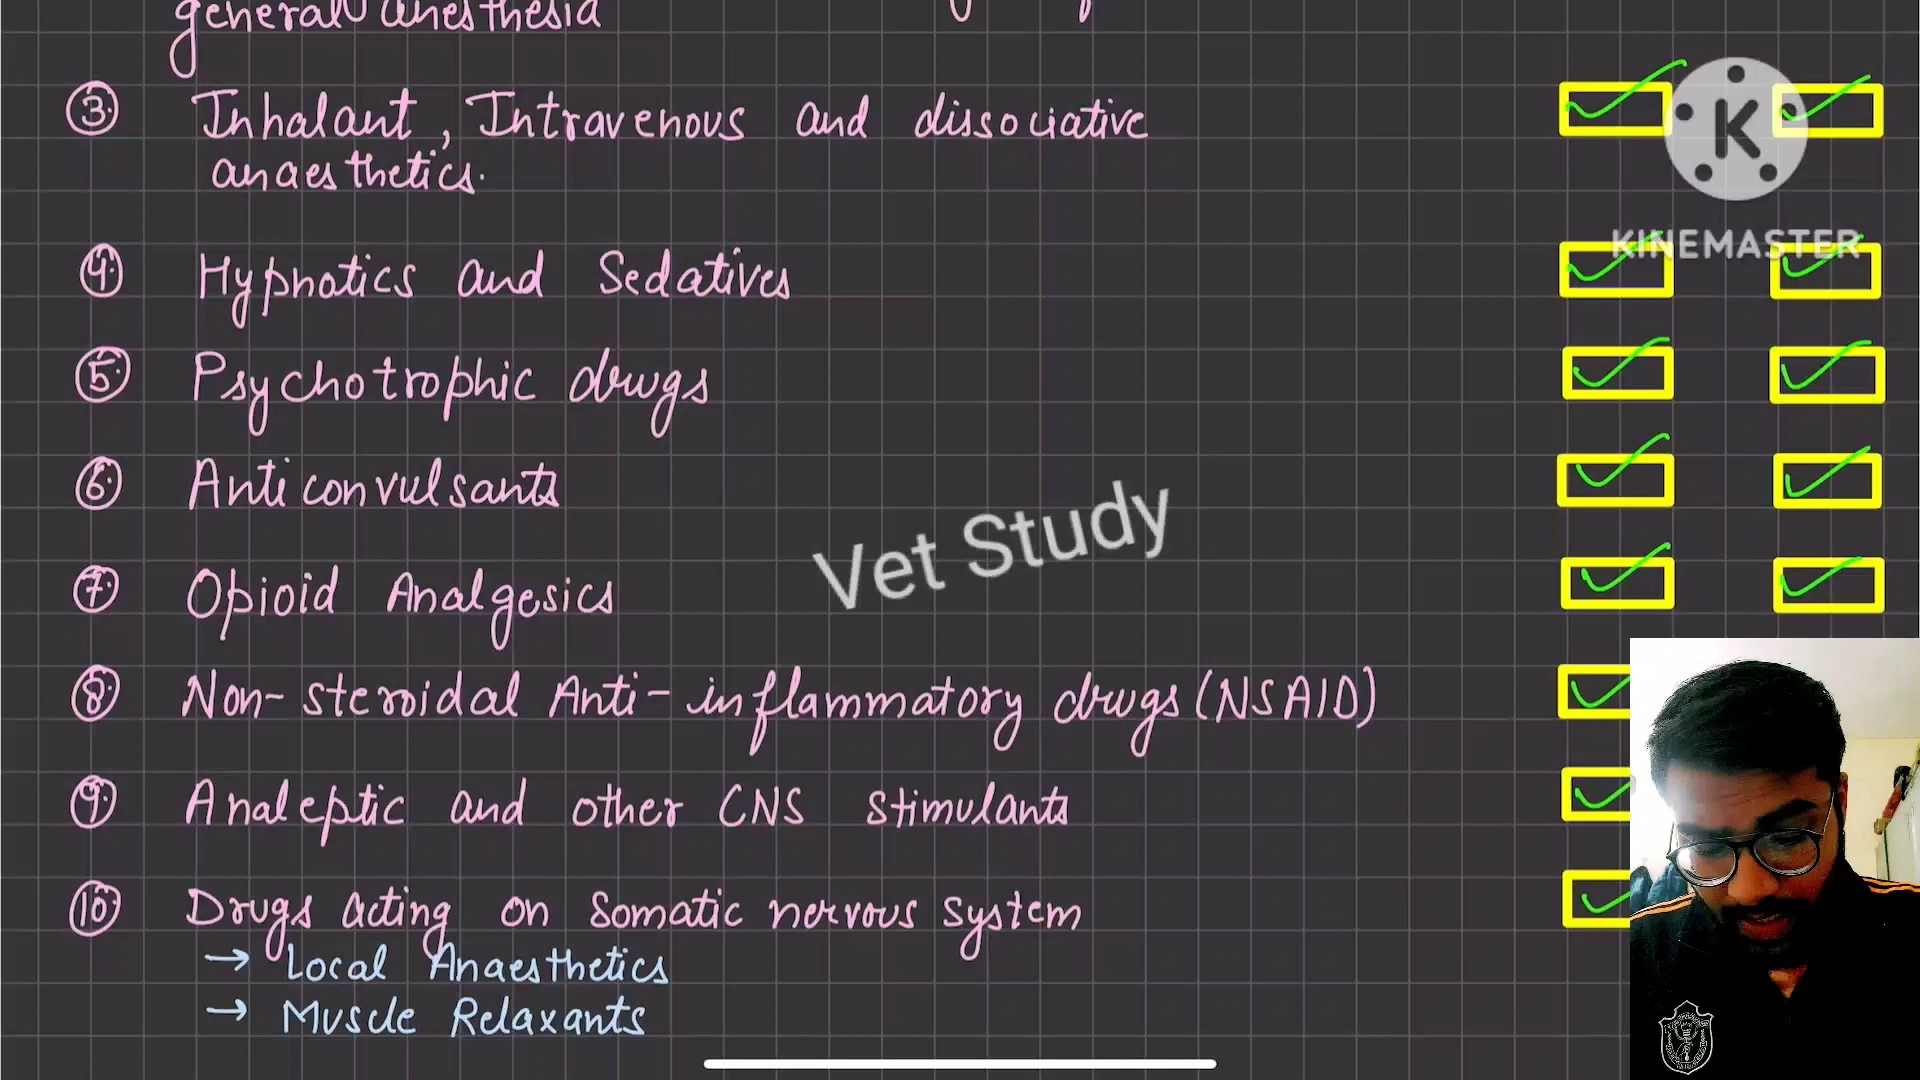 general anesthesia
③ Inhalant, Intravenous and dissociative
anaesthetics.
④ Hypnotics and Sedatives
⑤ Psychotrophic drugs
⑥ Anticonvulsants
⑦ Opioid Analgesics
⑧ Non-steroidal Anti-inflammatory drugs (NSAID)
⑨ Analeptic and other CNS stimulants
⑩ Drugs acting on Somatic nervous system
→ Local Anaesthetics
→ Muscle Relaxants
K
KINEMASTER
Vet Study